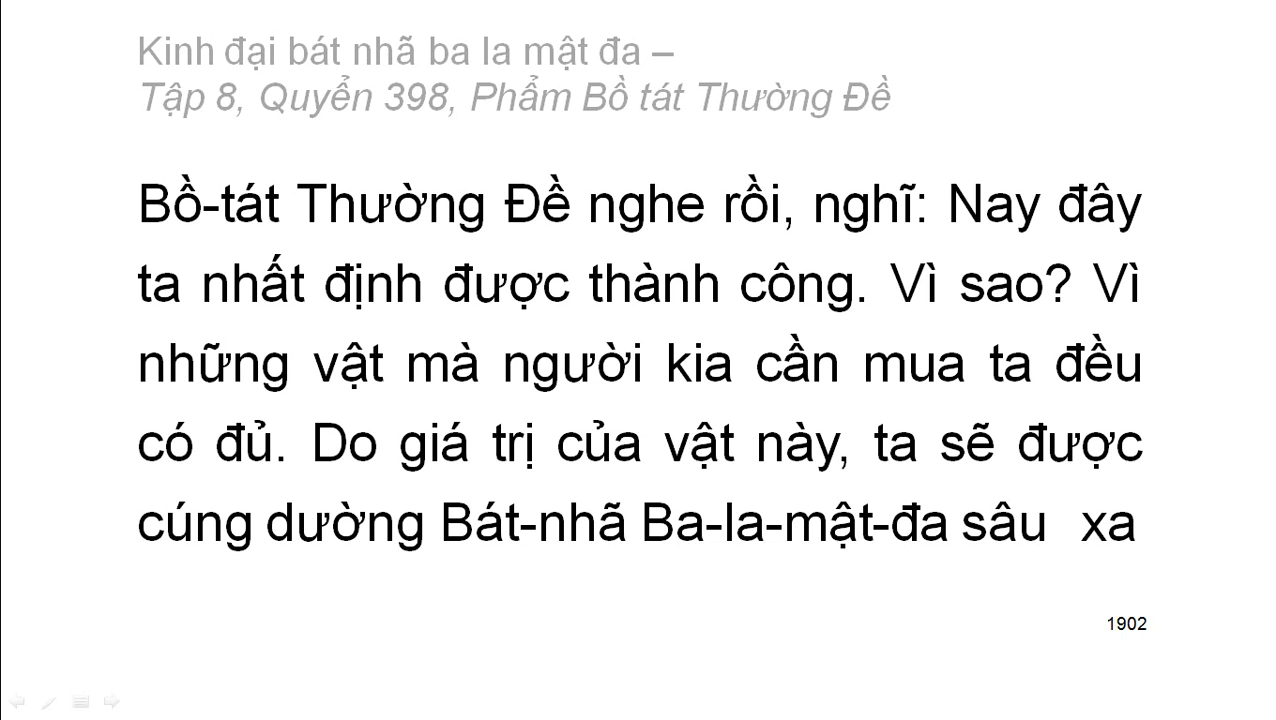 Kinh đại bát nhã ba la mật đa –
Tập 8, Quyển 398, Phẩm Bồ tát Thường Đề
Bồ-tát Thường Đề nghe rồi, nghĩ: Nay đây
ta nhất định được thành công. Vì sao? Vì
những vật mà người kia cần mua ta đều
có đủ. Do giá trị của vật này, ta sẽ được
cúng dường Bát-nhã Ba-la-mật-đa sâu xa
1902